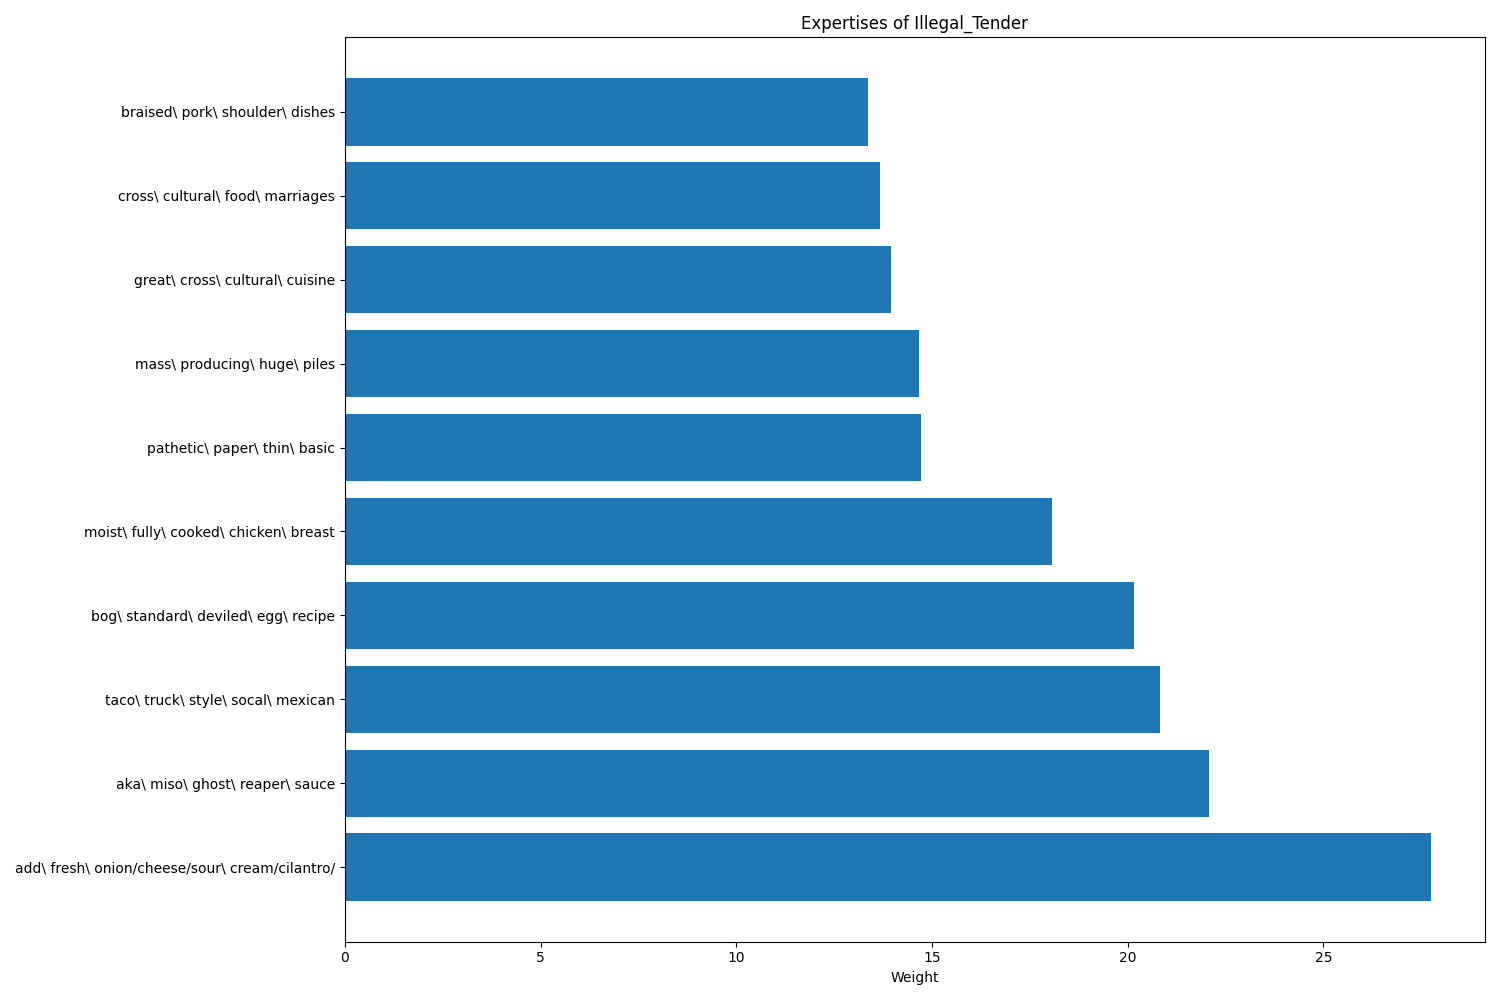 Expertises of Illegal_Tender
braised\ pork\ shoulder\ dishes
cross\ cultural\ food\ marriages
great\ cross\ cultural\ cuisine
mass\ producing\ huge\ piles
pathetic\ paper\ thin\ basic
moist\ fully\ cooked\ chicken\ breast
bog\ standard\ deviled\ egg\ recipe
taco\ truck\ style\ socal\ mexican
aka\ miso\ ghost\ reaper\ sauce
add\ fresh\ onion/cheese/sour\ cream/cilantro/
0 5 10 15 20 25
Weight